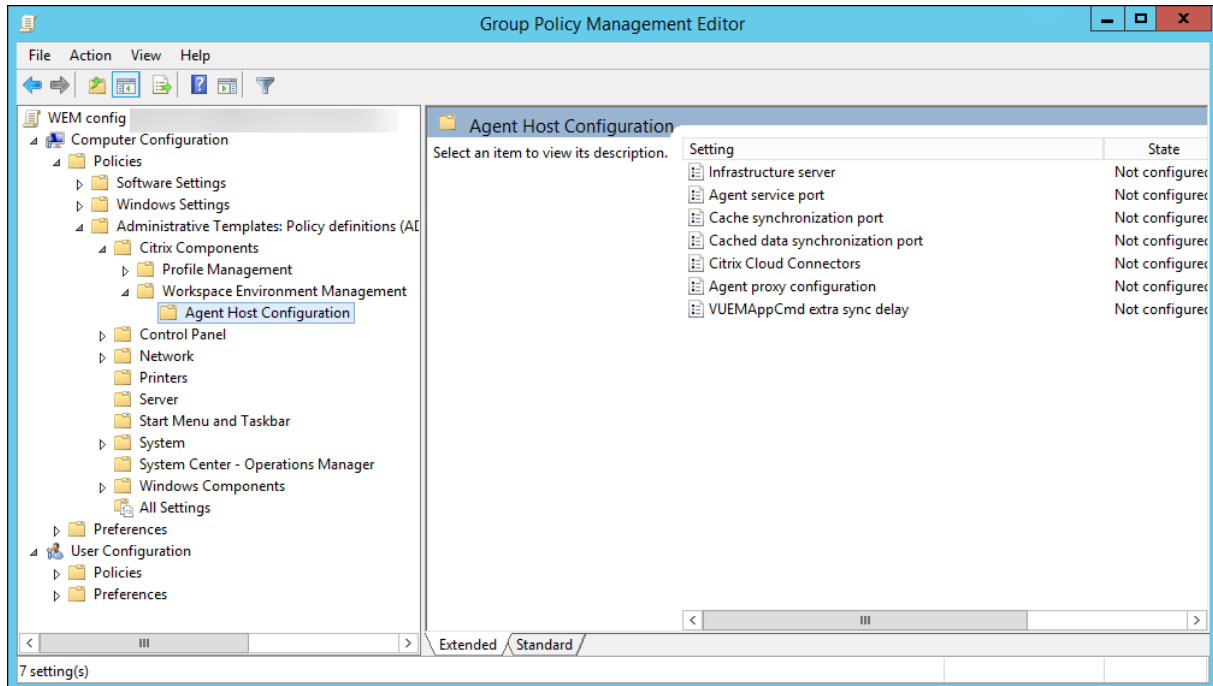 Group Policy Management Editor
File Action View Help
WEM config
Computer Configuration
Policies
Software Settings
Windows Settings
Administrative Templates: Policy definitions (AD
Citrix Components
Profile Management
Workspace Environment Management
Agent Host Configuration
Control Panel
Network
Printers
Server
Start Menu and Taskbar
System
System Center - Operations Manager
Windows Components
All Settings
Preferences
User Configuration
Policies
Preferences
Agent Host Configuration
Select an item to view its description.
Setting State
Infrastructure server Not configured
Agent service port Not configured
Cache synchronization port Not configured
Cached data synchronization port Not configured
Citrix Cloud Connectors Not configured
Agent proxy configuration Not configured
VUEMAppCmd extra sync delay Not configured
Extended Standard
7 setting(s)